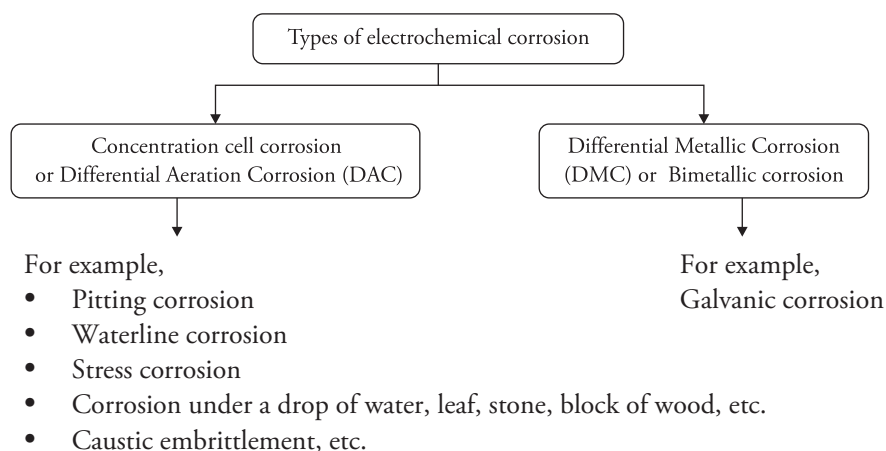 Types of electrochemical corrosion
Concentration cell corrosion
or Differential Aeration Corrosion (DAC)
Differential Metallic Corrosion
(DMC) or Bimetallic corrosion
For example,
• Pitting corrosion
• Waterline corrosion
• Stress corrosion
• Corrosion under a drop of water, leaf, stone, block of wood, etc.
• Caustic embrittlement, etc.
For example,
Galvanic corrosion